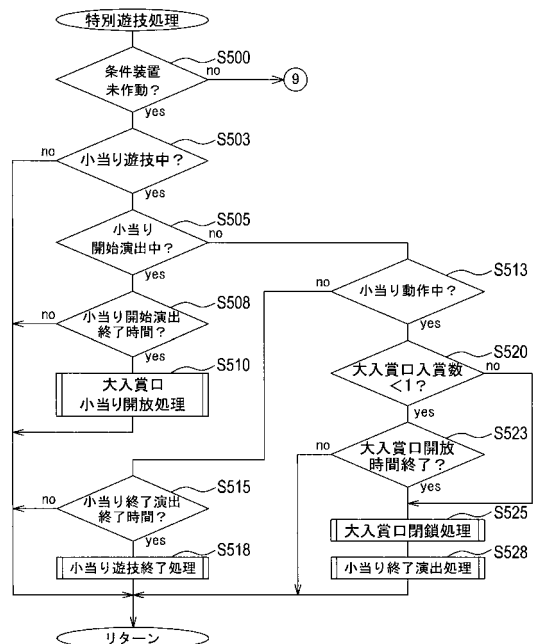 特別遊技処理
S500
条件装置
未作動？
no
9
yes
S503
no
小当り遊技中？
yes
S505
小当り
開始演出中？
no
yes
S508
no
小当り開始演出
終了時間？
yes
S510
大入賞口
小当り開放処理
S513
no
小当り動作中？
yes
S520
大入賞口入賞数
<1？
no
yes
S523
no
大入賞口開放
時間終了？
yes
S515
no
小当り終了演出
終了時間？
yes
S518
小当り遊技終了処理
S525
大入賞口閉鎖処理
S528
小当り終了演出処理
リターン